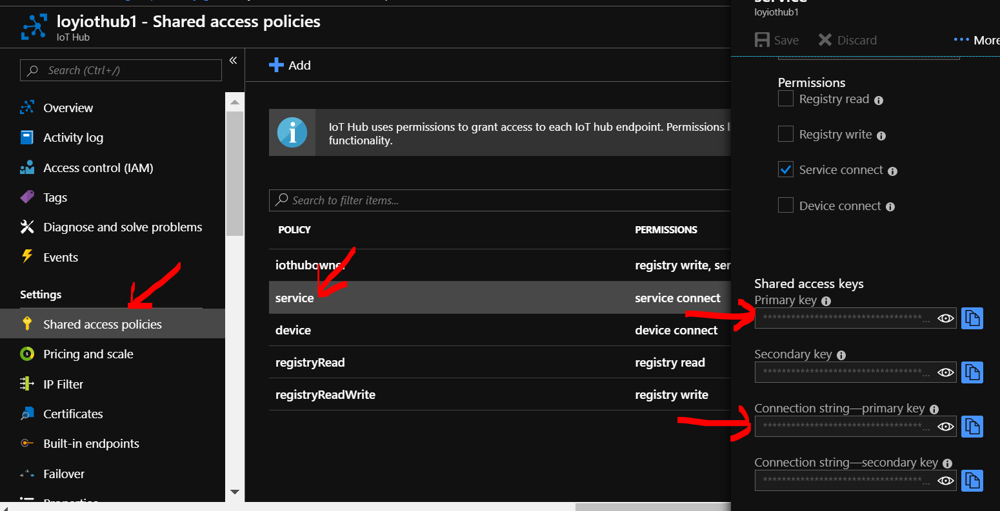 loyiothub1 - Shared access policies
IoT Hub
Search (Ctrl+/)
Overview
Activity log
Access control (IAM)
Tags
Diagnose and solve problems
Events
Settings
Shared access policies
Pricing and scale
IP Filter
Certificates
Built-in endpoints
Failover
Properties
Add
IoT Hub uses permissions to grant access to each IoT hub endpoint. Permissions l
functionality.
Search to filter items...
POLICY PERMISSIONS
iothubowner registry write, ser
service service connect
device device connect
registryRead registry read
registryReadWrite registry write
service
loyiothub1
Save Discard ••• More
Permissions
Registry read
Registry write
Service connect
Device connect
Shared access keys
Primary key
**********************************...
Secondary key
**********************************...
Connection string—primary key
**********************************...
Connection string—secondary key
**********************************...